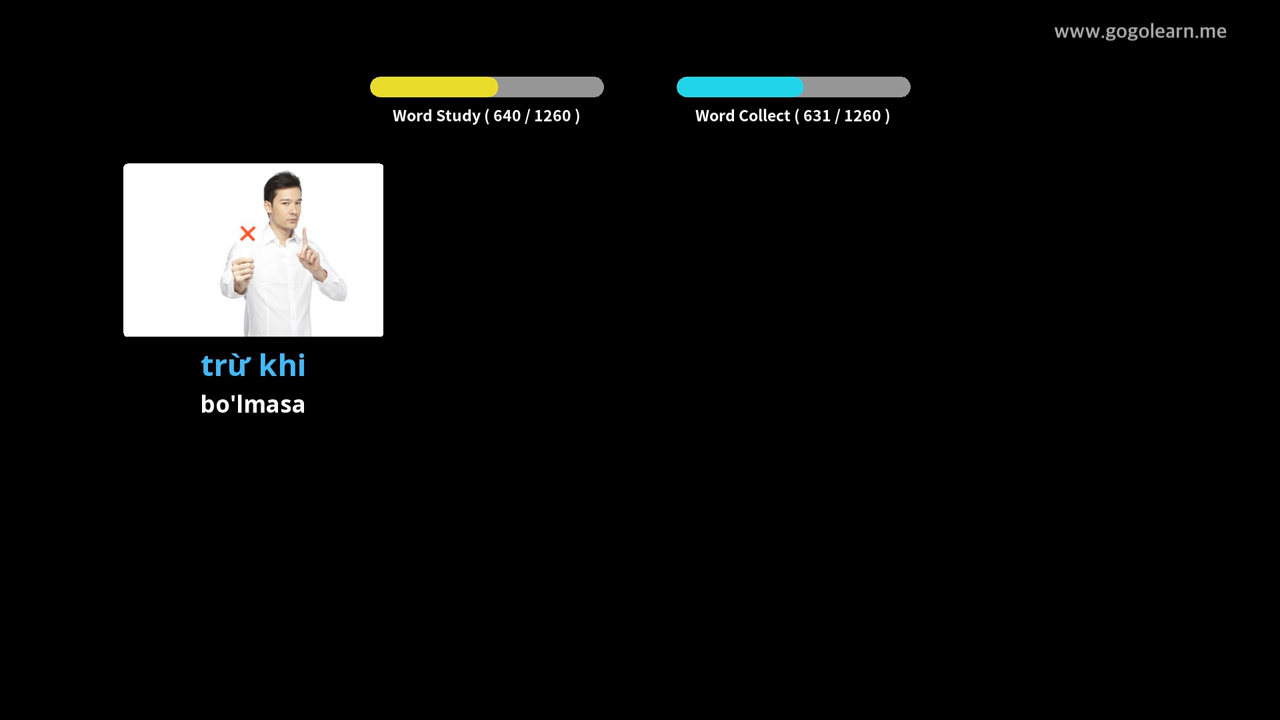 www.gogolearn.me
Word Study ( 640 / 1260 )
Word Collect ( 631 / 1260 )
trừ khi
bo'lmasa